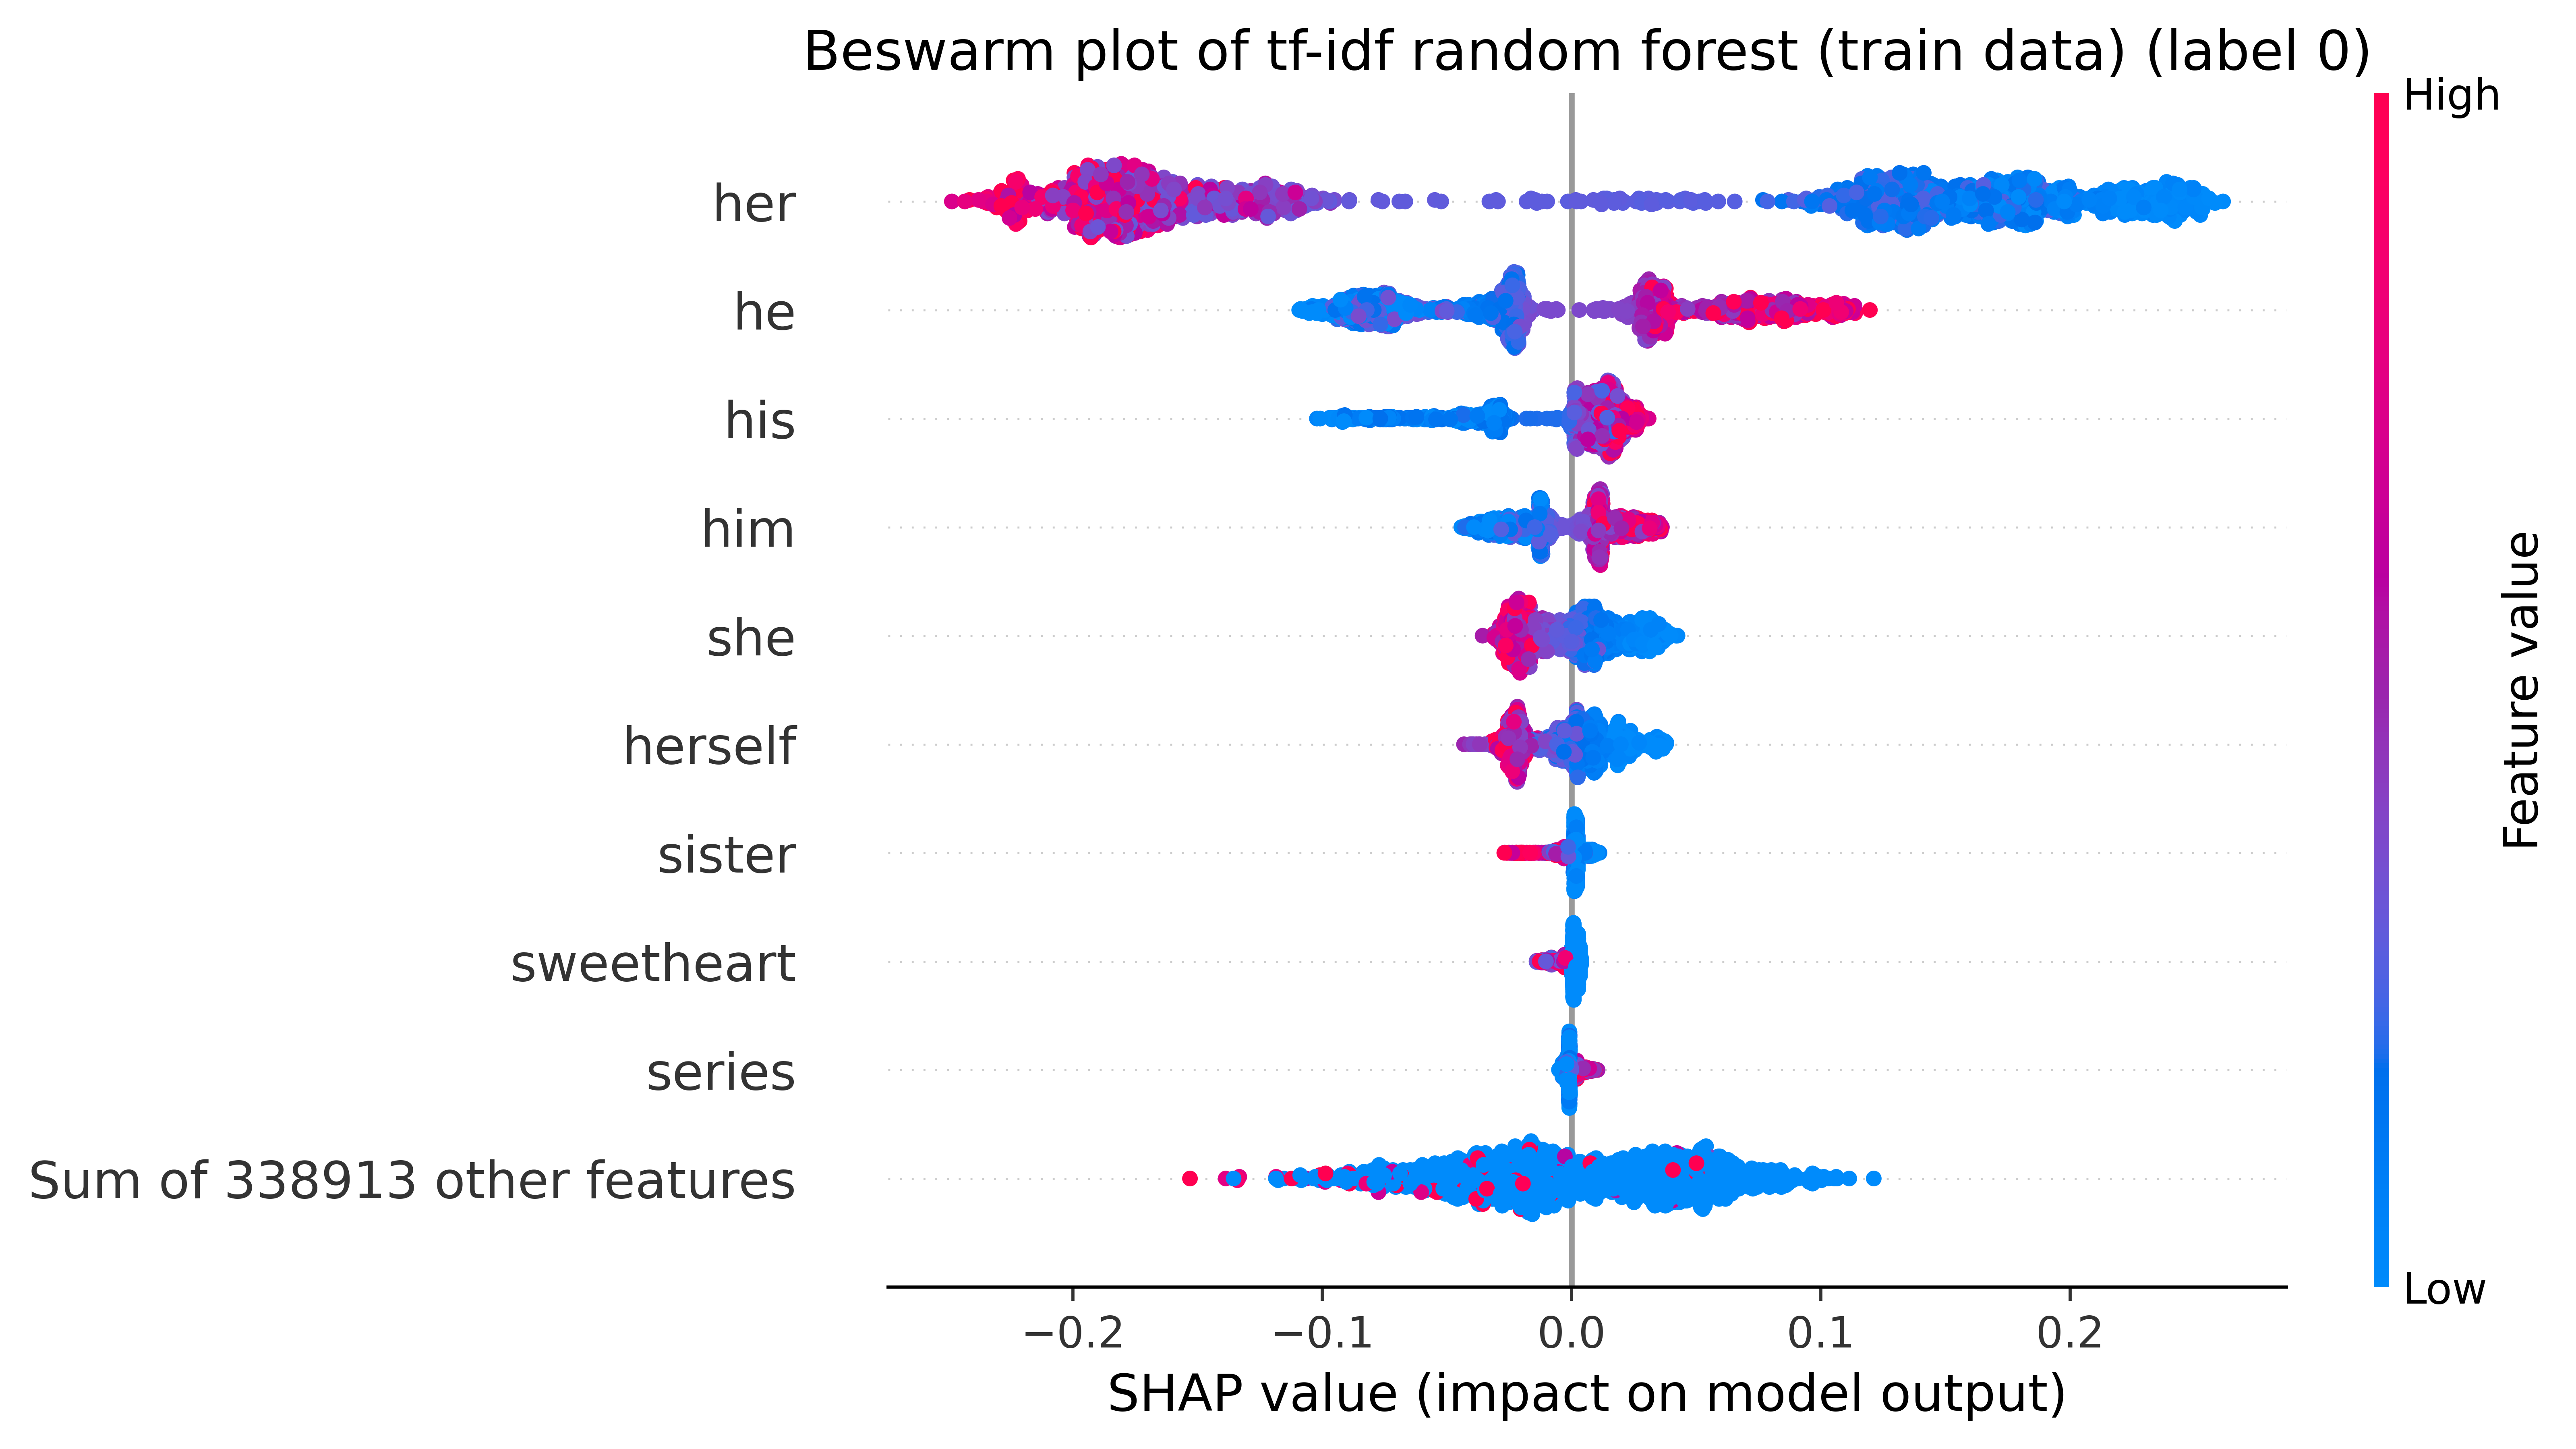 Beswarm plot of tf-idf random forest (train data) (label 0)
High
her
he
his
him
she
herself
sister
sweetheart
series
Sum of 338913 other features
Feature value
Low
−0.2 −0.1 0.0 0.1 0.2
SHAP value (impact on model output)